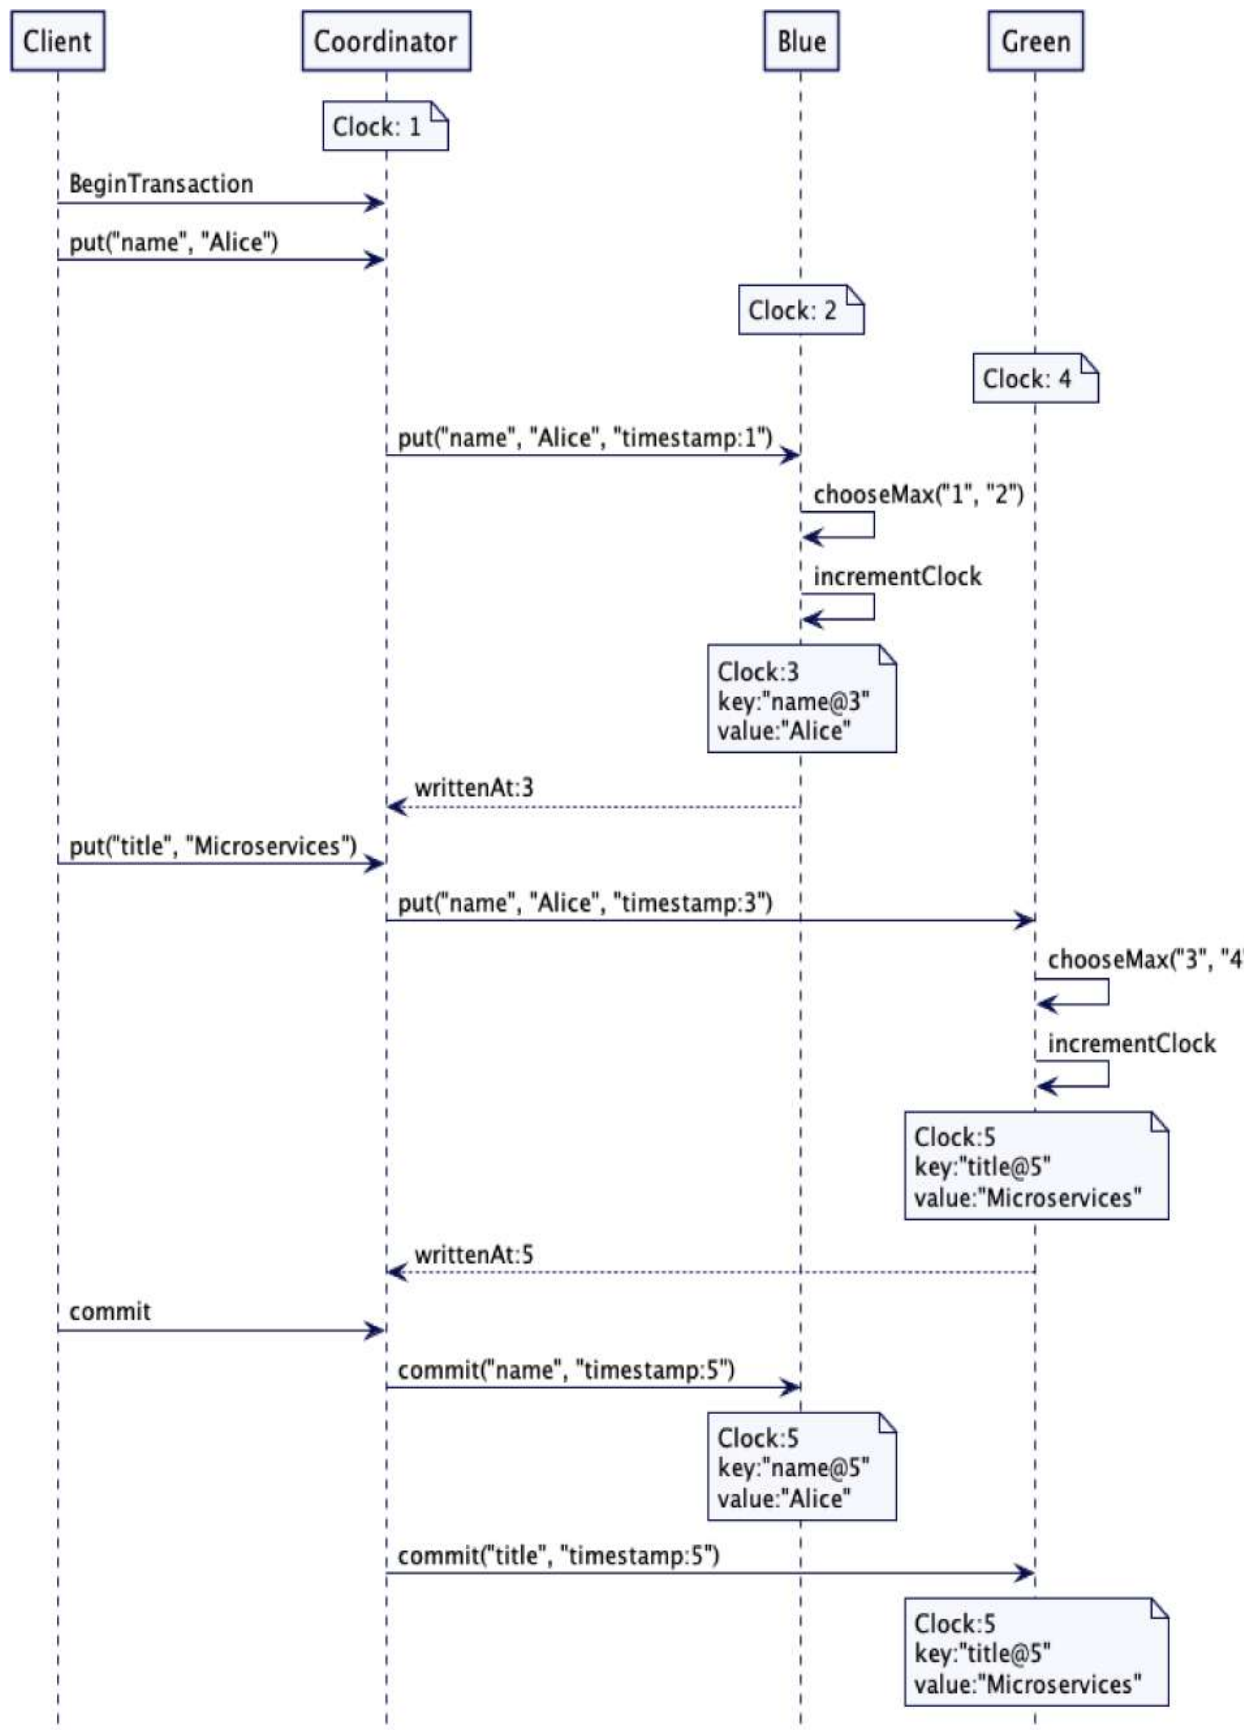 Client
Coordinator
Blue
Green
Clock: 1
BeginTransaction
put("name", "Alice")
Clock: 2
Clock: 4
put("name", "Alice", "timestamp:1")
chooseMax("1", "2")
incrementClock
Clock:3
key:"name@3"
value:"Alice"
writtenAt:3
put("title", "Microservices")
put("name", "Alice", "timestamp:3")
chooseMax("3", "4"
incrementClock
Clock:5
key:"title@5"
value:"Microservices"
writtenAt:5
commit
commit("name", "timestamp:5")
Clock:5
key:"name@5"
value:"Alice"
commit("title", "timestamp:5")
Clock:5
key:"title@5"
value:"Microservices"